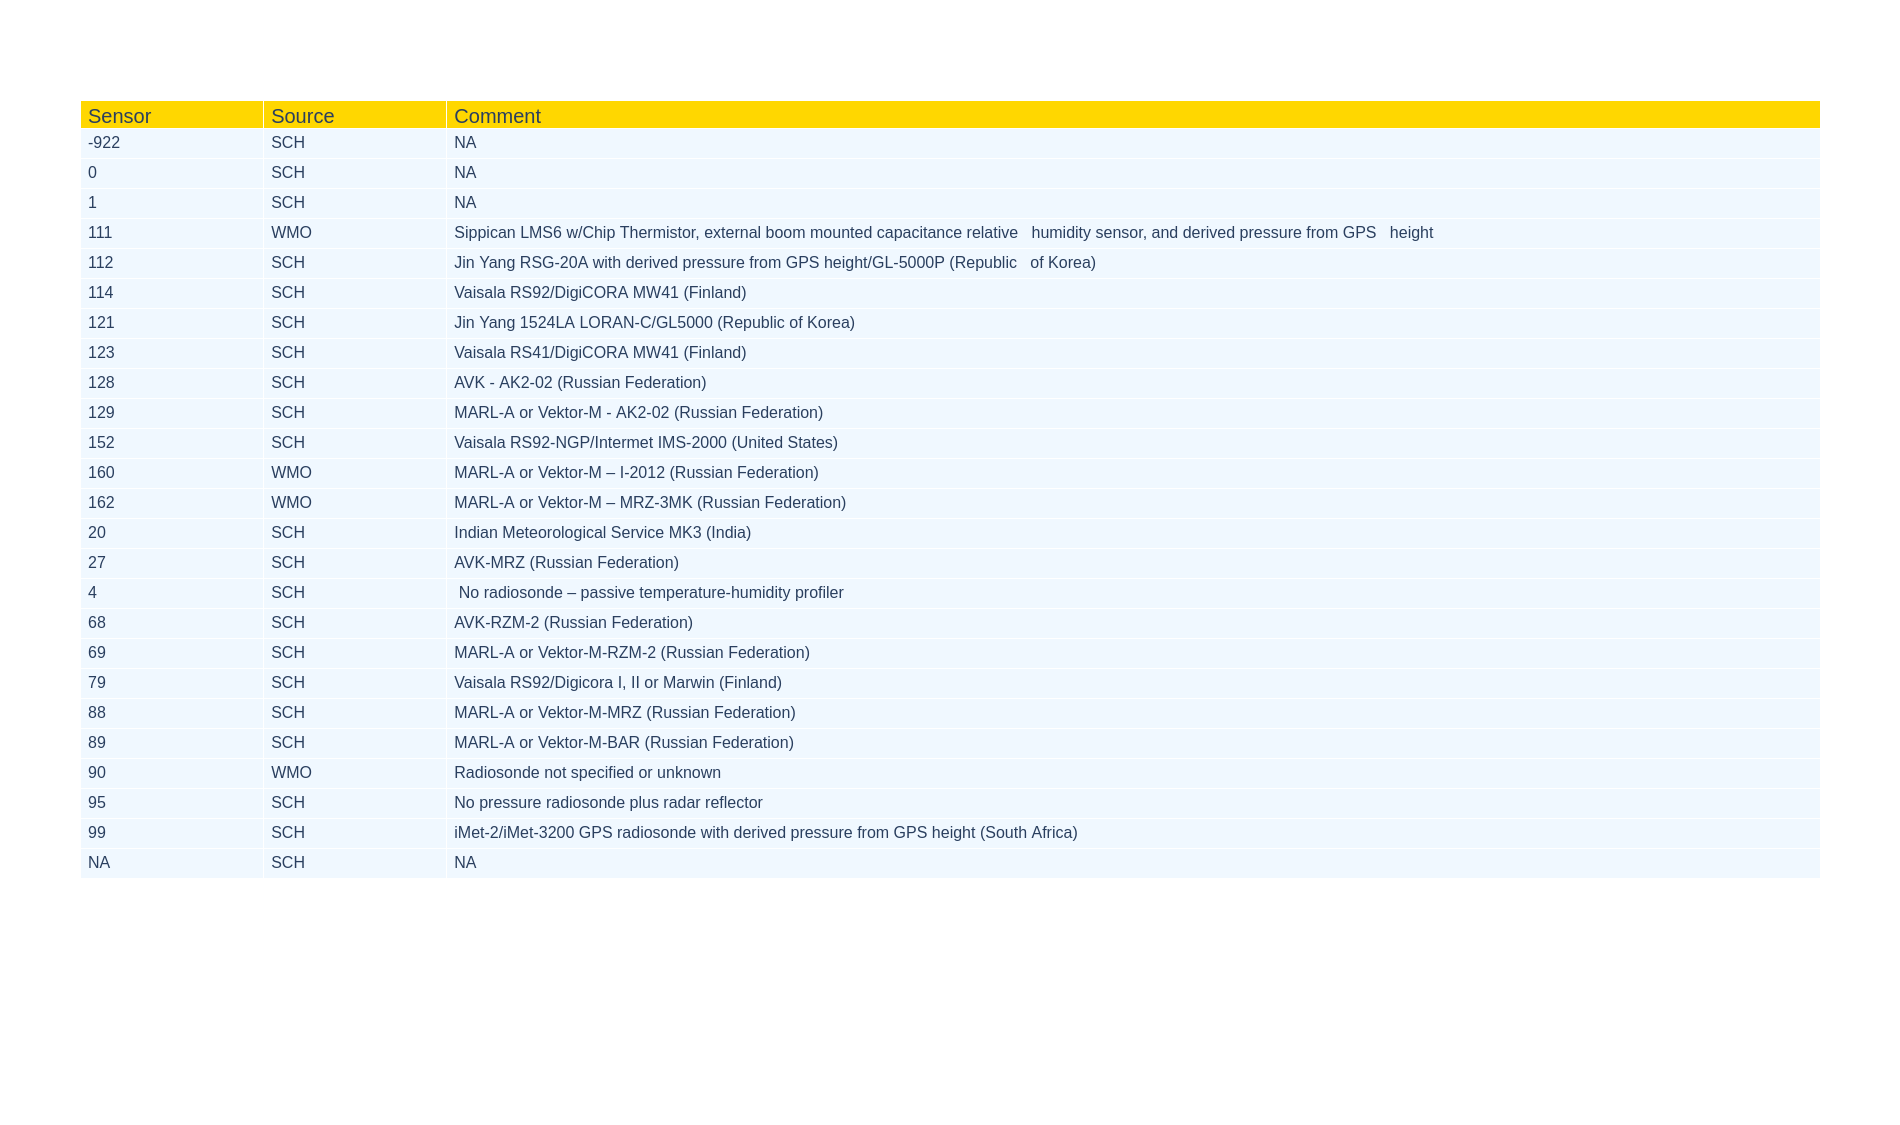 Sensor Source Comment
-922 SCH NA
0 SCH NA
1 SCH NA
111 WMO Sippican LMS6 w/Chip Thermistor, external boom mounted capacitance relative   humidity sensor, and derived pressure from GPS   height
112 SCH Jin Yang RSG-20A with derived pressure from GPS height/GL-5000P (Republic   of Korea)
114 SCH Vaisala RS92/DigiCORA MW41 (Finland)
121 SCH Jin Yang 1524LA LORAN-C/GL5000 (Republic of Korea)
123 SCH Vaisala RS41/DigiCORA MW41 (Finland)
128 SCH AVK - AK2-02 (Russian Federation)
129 SCH MARL-A or Vektor-M - AK2-02 (Russian Federation)
152 SCH Vaisala RS92-NGP/Intermet IMS-2000 (United States)
160 WMO MARL-A or Vektor-M – I-2012 (Russian Federation)
162 WMO MARL-A or Vektor-M – MRZ-3MK (Russian Federation)
20 SCH Indian Meteorological Service MK3 (India)
27 SCH AVK-MRZ (Russian Federation)
4 SCH No radiosonde – passive temperature-humidity profiler
68 SCH AVK-RZM-2 (Russian Federation)
69 SCH MARL-A or Vektor-M-RZM-2 (Russian Federation)
79 SCH Vaisala RS92/Digicora I, II or Marwin (Finland)
88 SCH MARL-A or Vektor-M-MRZ (Russian Federation)
89 SCH MARL-A or Vektor-M-BAR (Russian Federation)
90 WMO Radiosonde not specified or unknown
95 SCH No pressure radiosonde plus radar reflector
99 SCH iMet-2/iMet-3200 GPS radiosonde with derived pressure from GPS height (South Africa)
NA SCH NA